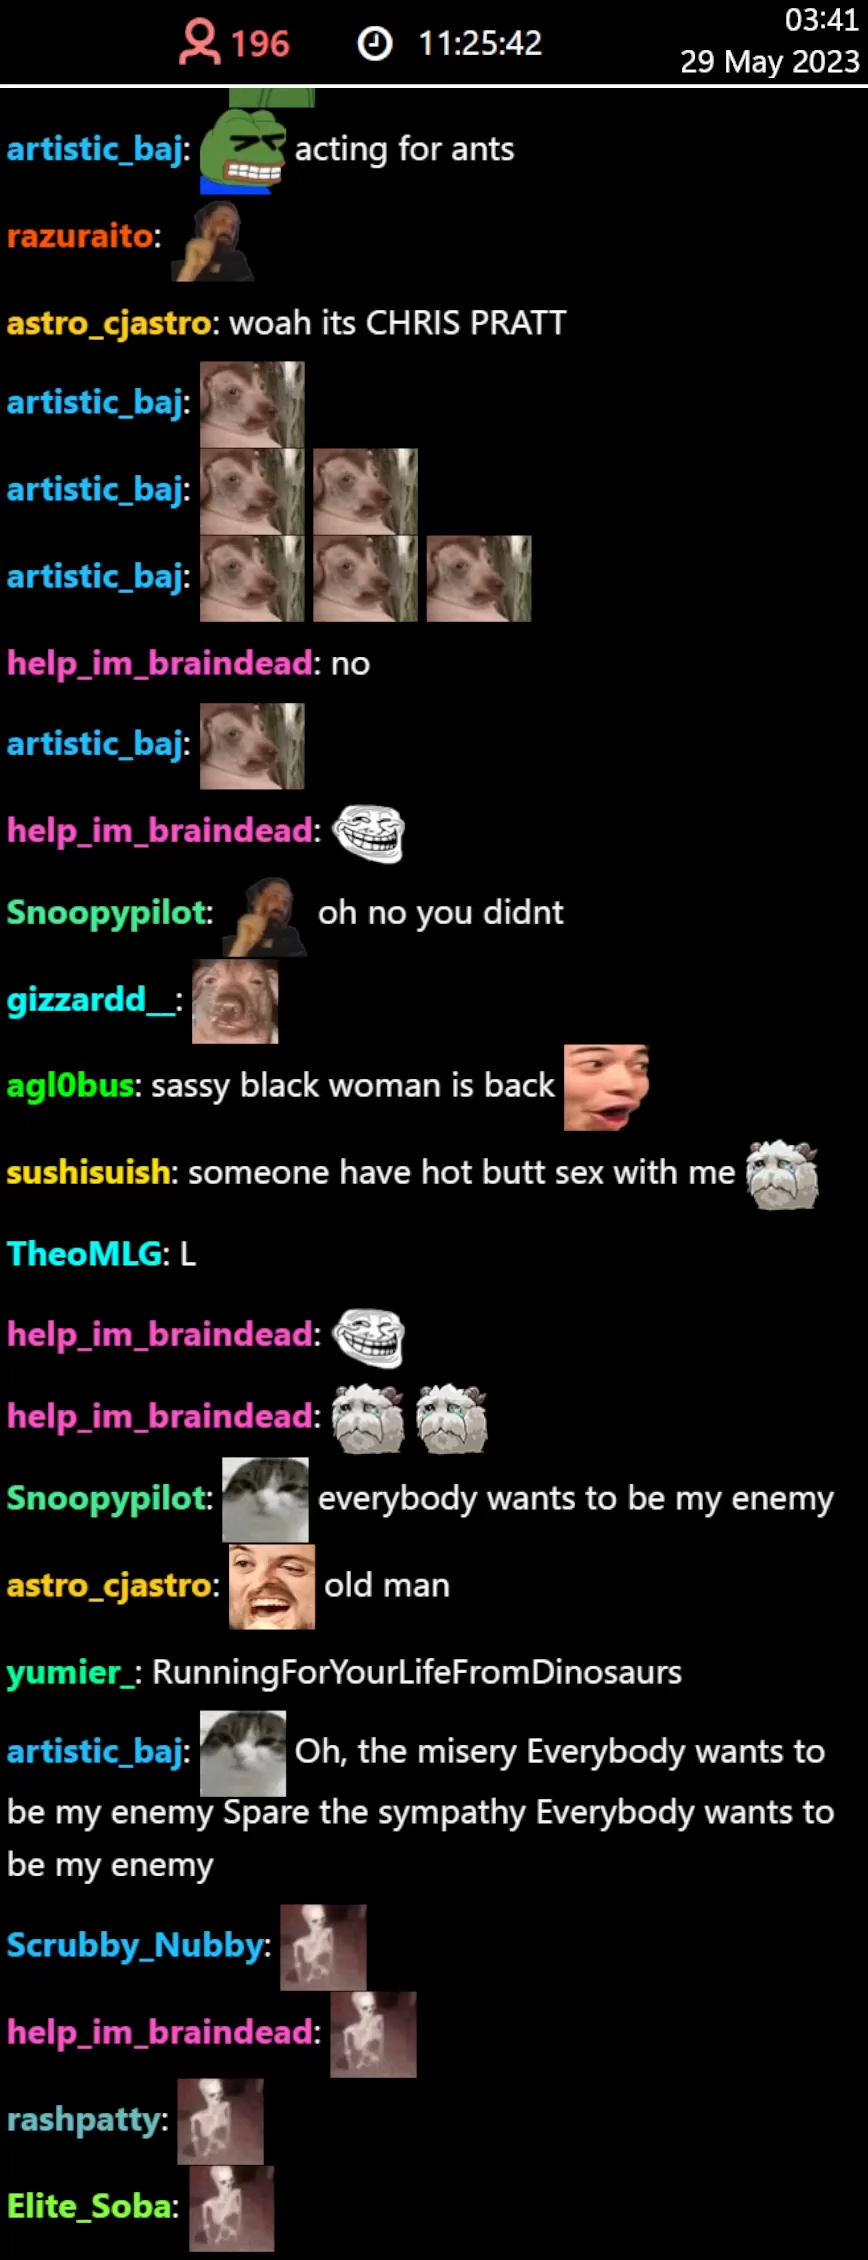 196
11:25:42
03:41
29 May 2023
artistic_baj: acting for ants
razuraito:
astro_cjastro: woah its CHRIS PRATT
artistic_baj:
artistic_baj:
artistic_baj:
help_im_braindead: no
artistic_baj:
help_im_braindead:
Snoopypilot: oh no you didnt
gizzardd__:
agl0bus: sassy black woman is back
sushisuish: someone have hot butt sex with me
TheoMLG: L
help_im_braindead:
help_im_braindead:
Snoopypilot: everybody wants to be my enemy
astro_cjastro: old man
yumier_: RunningForYourLifeFromDinosaurs
artistic_baj: Oh, the misery Everybody wants to
be my enemy Spare the sympathy Everybody wants to
be my enemy
Scrubby_Nubby:
help_im_braindead:
rashpatty:
Elite_Soba: